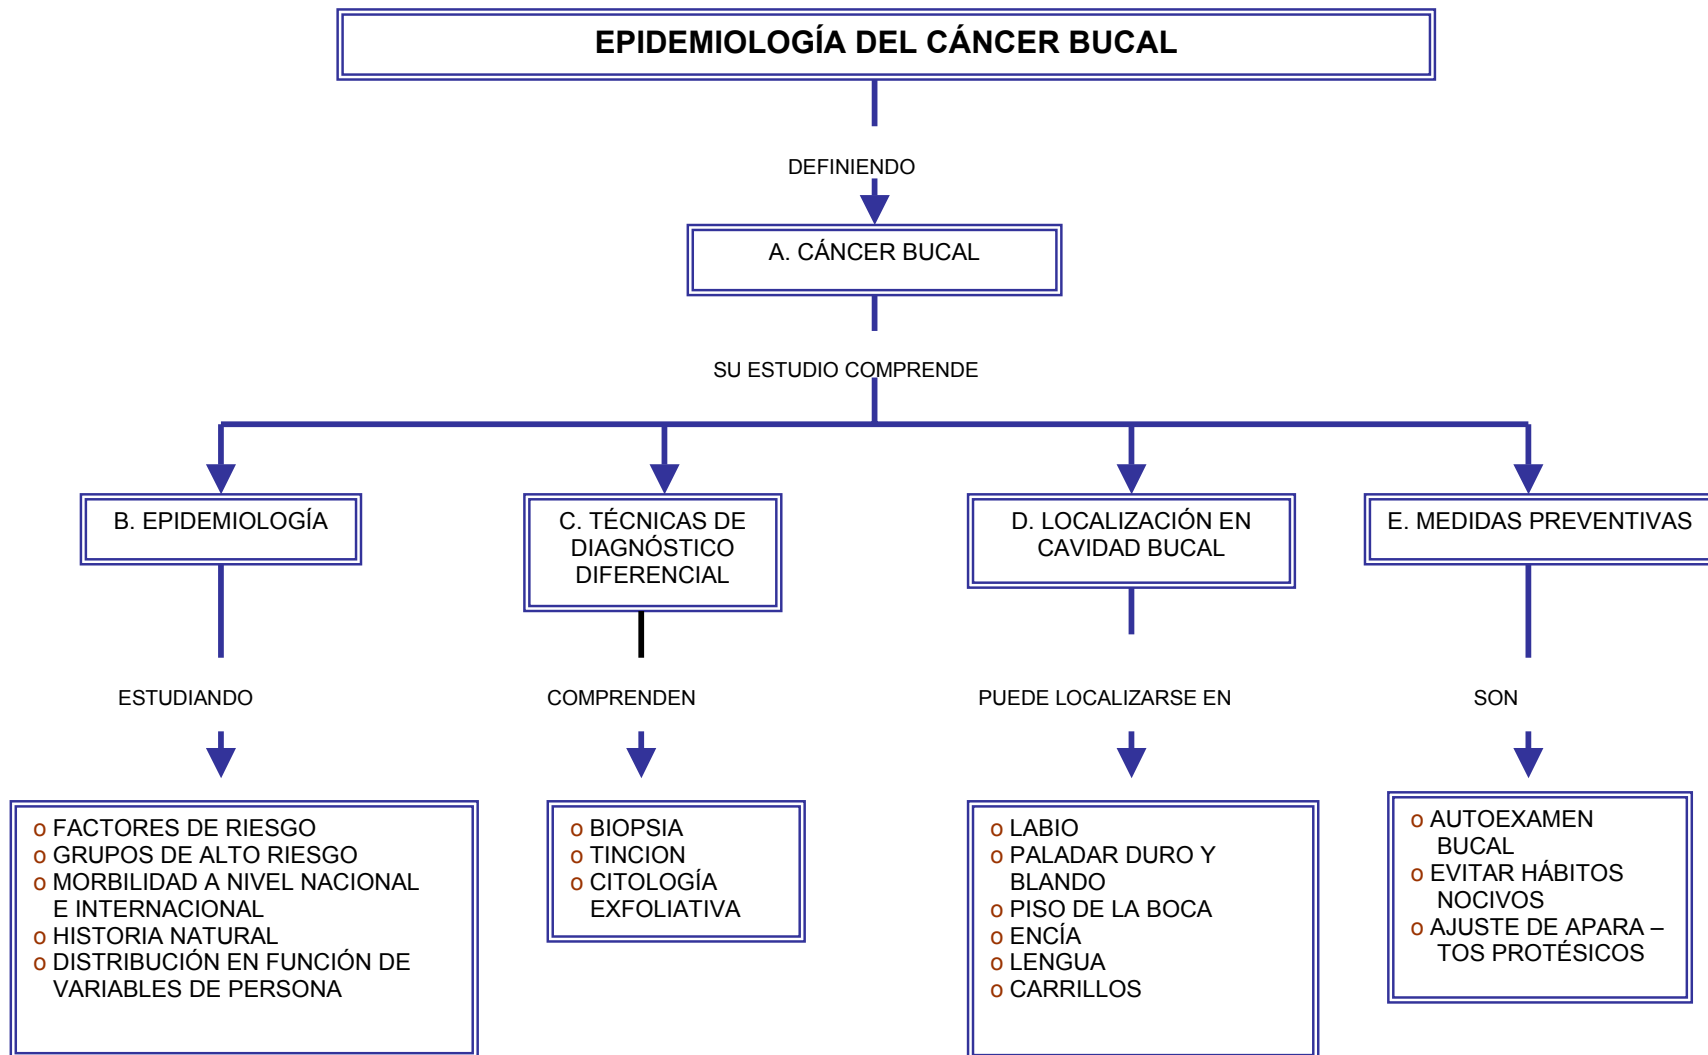 EPIDEMIOLOGÍA DEL CÁNCER BUCAL
DEFINIENDO
A. CÁNCER BUCAL
SU ESTUDIO COMPRENDE
B. EPIDEMIOLOGÍA
ESTUDIANDO
o FACTORES DE RIESGO
o GRUPOS DE ALTO RIESGO
o MORBILIDAD A NIVEL NACIONAL
E INTERNACIONAL
o HISTORIA NATURAL
o DISTRIBUCIÓN EN FUNCIÓN DE
VARIABLES DE PERSONA
C. TÉCNICAS DE
DIAGNÓSTICO
DIFERENCIAL
COMPRENDEN
o BIOPSIA
o TINCION
o CITOLOGÍA
EXFOLIATIVA
D. LOCALIZACIÓN EN
CAVIDAD BUCAL
PUEDE LOCALIZARSE EN
o LABIO
o PALADAR DURO Y
BLANDO
o PISO DE LA BOCA
o ENCÍA
o LENGUA
o CARRILLOS
E. MEDIDAS PREVENTIVAS
SON
o AUTOEXAMEN
BUCAL
o EVITAR HÁBITOS
NOCIVOS
o AJUSTE DE APARA –
TOS PROTÉSICOS